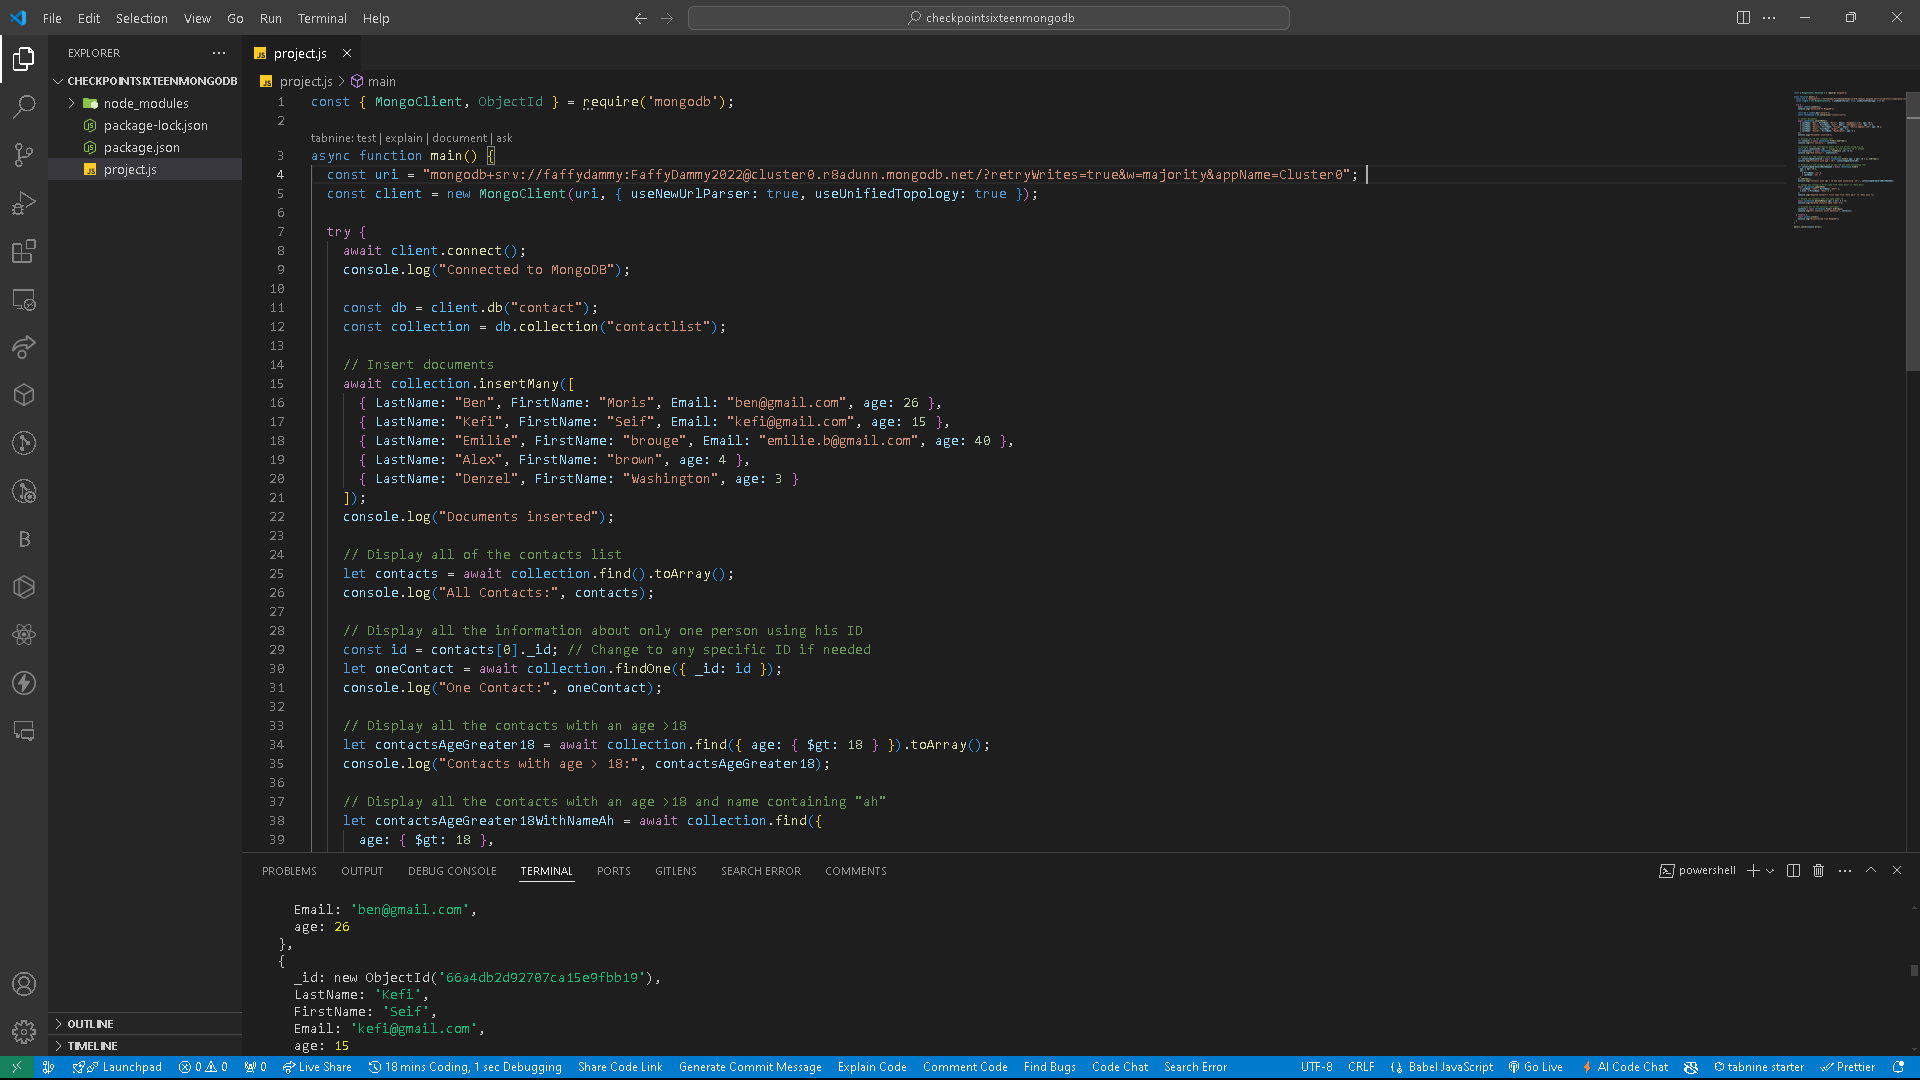 File Edit Selection View Go Run Terminal Help
checkpointsixteenmongodb
EXPLORER
CHECKPOINTSIXTEENMONGODB
node_modules
package-lock.json
package.json
project.js
OUTLINE
TIMELINE
project.js
project.js > main
1 const { MongoClient, ObjectId } = require('mongodb');
2
tabnine: test | explain | document | ask
3 async function main() {
4 const uri = "mongodb+srv://faffydammy:FaffyDammy2022@cluster0.r8adunn.mongodb.net/?retryWrites=true&w=majority&appName=Cluster0";
5 const client = new MongoClient(uri, { useNewUrlParser: true, useUnifiedTopology: true });
6
7 try {
8 await client.connect();
9 console.log("Connected to MongoDB");
10
11 const db = client.db("contact");
12 const collection = db.collection("contactlist");
13
14 // Insert documents
15 await collection.insertMany([
16 { LastName: "Ben", FirstName: "Moris", Email: "ben@gmail.com", age: 26 },
17 { LastName: "Kefi", FirstName: "Seif", Email: "kefi@gmail.com", age: 15 },
18 { LastName: "Emilie", FirstName: "brouge", Email: "emilie.b@gmail.com", age: 40 },
19 { LastName: "Alex", FirstName: "brown", age: 4 },
20 { LastName: "Denzel", FirstName: "Washington", age: 3 }
21 ]);
22 console.log("Documents inserted");
23
24 // Display all of the contacts list
25 let contacts = await collection.find().toArray();
26 console.log("All Contacts:", contacts);
27
28 // Display all the information about only one person using his ID
29 const id = contacts[0]._id; // Change to any specific ID if needed
30 let oneContact = await collection.findOne({ _id: id });
31 console.log("One Contact:", oneContact);
32
33 // Display all the contacts with an age >18
34 let contactsAgeGreater18 = await collection.find({ age: { $gt: 18 } }).toArray();
35 console.log("Contacts with age > 18:", contactsAgeGreater18);
36
37 // Display all the contacts with an age >18 and name containing "ah"
38 let contactsAgeGreater18WithNameAh = await collection.find({
39 age: { $gt: 18 },
PROBLEMS OUTPUT DEBUG CONSOLE TERMINAL PORTS GITLENS SEARCH ERROR COMMENTS
powershell
Email: 'ben@gmail.com',
age: 26
},
{
_id: new ObjectId('66a4db2d92707ca15e9fbb19'),
LastName: 'Kefi',
FirstName: 'Seif',
Email: 'kefi@gmail.com',
age: 15
Launchpad 0 0 0 Live Share 18 mins Coding, 1 sec Debugging Share Code Link Generate Commit Message Explain Code Comment Code Find Bugs Code Chat Search Error UTF-8 CRLF Babel JavaScript Go Live AI Code Chat tabnine starter Prettier